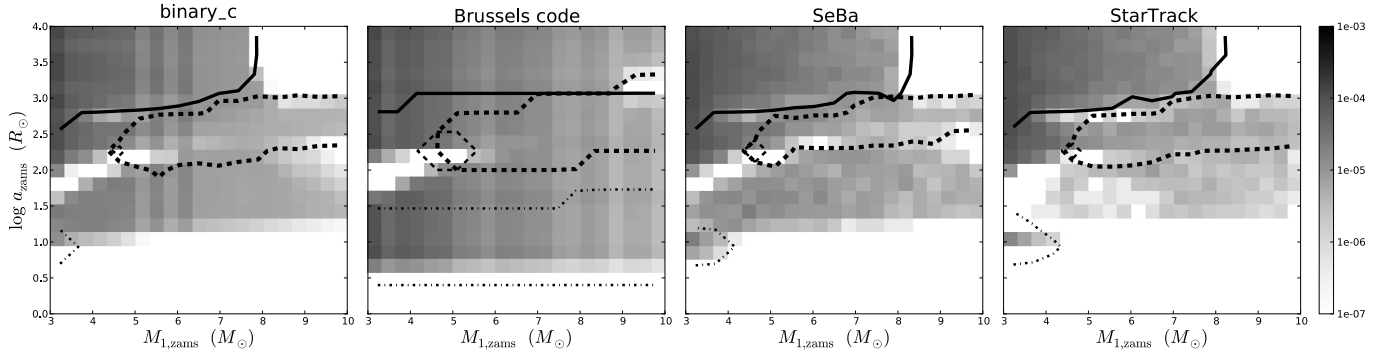 binary_c Brussels code SeBa StarTrack
4.0
3.5
3.0
2.5
2.0
1.5
1.0
0.5
0.0
log a_zams (R_⊙)
3 4 5 6 7 8 9 10 3 4 5 6 7 8 9 10 3 4 5 6 7 8 9 10 3 4 5 6 7 8 9 10
M_1,zams (M_⊙) M_1,zams (M_⊙) M_1,zams (M_⊙) M_1,zams (M_⊙)
1e-03
1e-04
1e-05
1e-06
1e-07